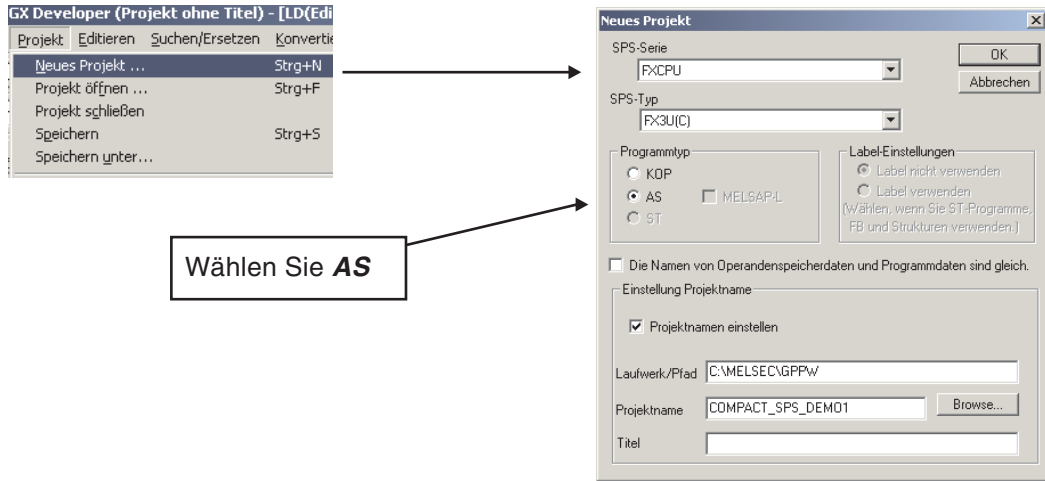 GX Developer (Projekt ohne Titel) - [LD(Edi
Projekt Editieren Suchen/Ersetzen Konvertie
Neues Projekt ... Strg+N
Projekt öffnen ... Strg+F
Projekt schließen
Speichern Strg+S
Speichern unter...
Wählen Sie AS
Neues Projekt
SPS-Serie
FXCPU
OK
Abbrechen
SPS-Typ
FX3U(C)
Programmtyp
KOP
AS MELSAP-L
ST
Label-Einstellungen
Label nicht verwenden
Label verwenden
(Wählen, wenn Sie ST-Programme,
FB und Strukturen verwenden.)
Die Namen von Operandenspeicherdaten und Programmdaten sind gleich.
Einstellung Projektname
Projektnamen einstellen
Laufwerk/Pfad C:\MELSEC\GPPW
Projektname COMPACT_SPS_DEMO1 Browse...
Titel